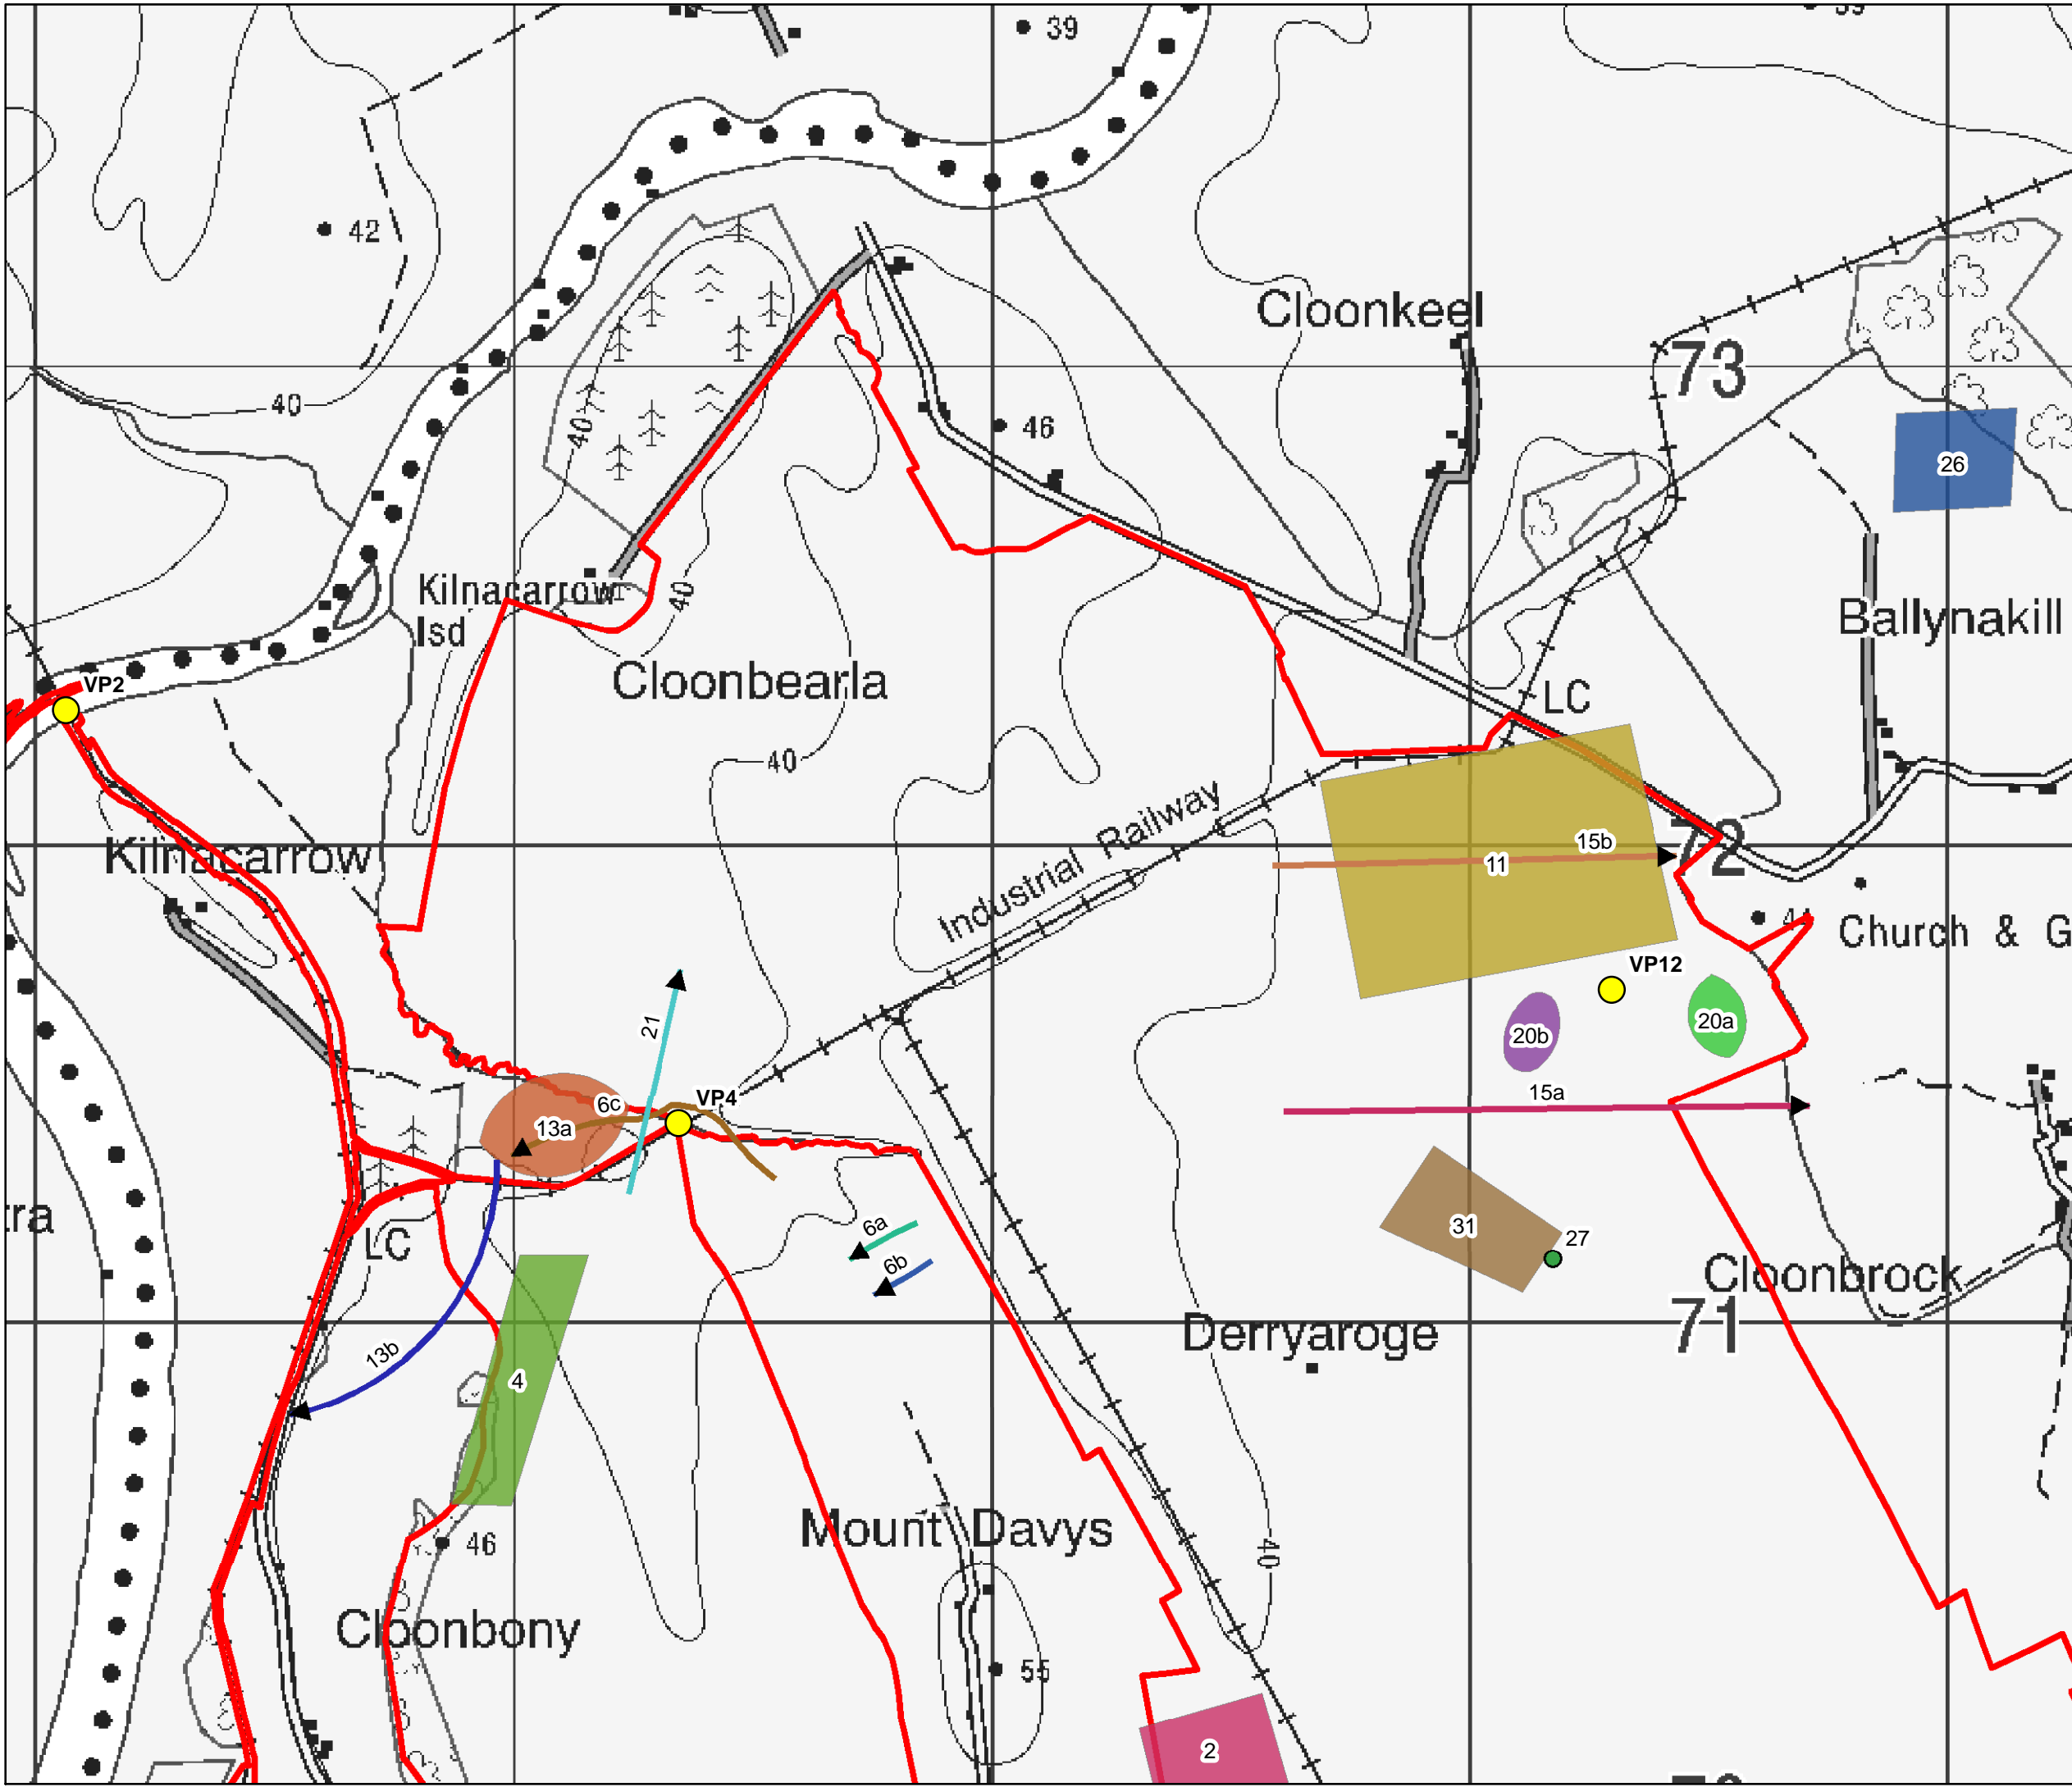 39
42
Cloonkeel
73
40
40
46
26
Kilnacarrow
Isd
40
Ballynakill
Cloonbearla
VP2
LC
40
Industrial Railway
Kilnacarrow
15b
72
11
44
Church & G
VP12
21
20b
20a
6c
VP4
13a
15a
6a
31
27
LC
6b
Cloonbrock
71
Derryaroge
13b
4
Mount Davys
46
40
Cloonbony
55
2